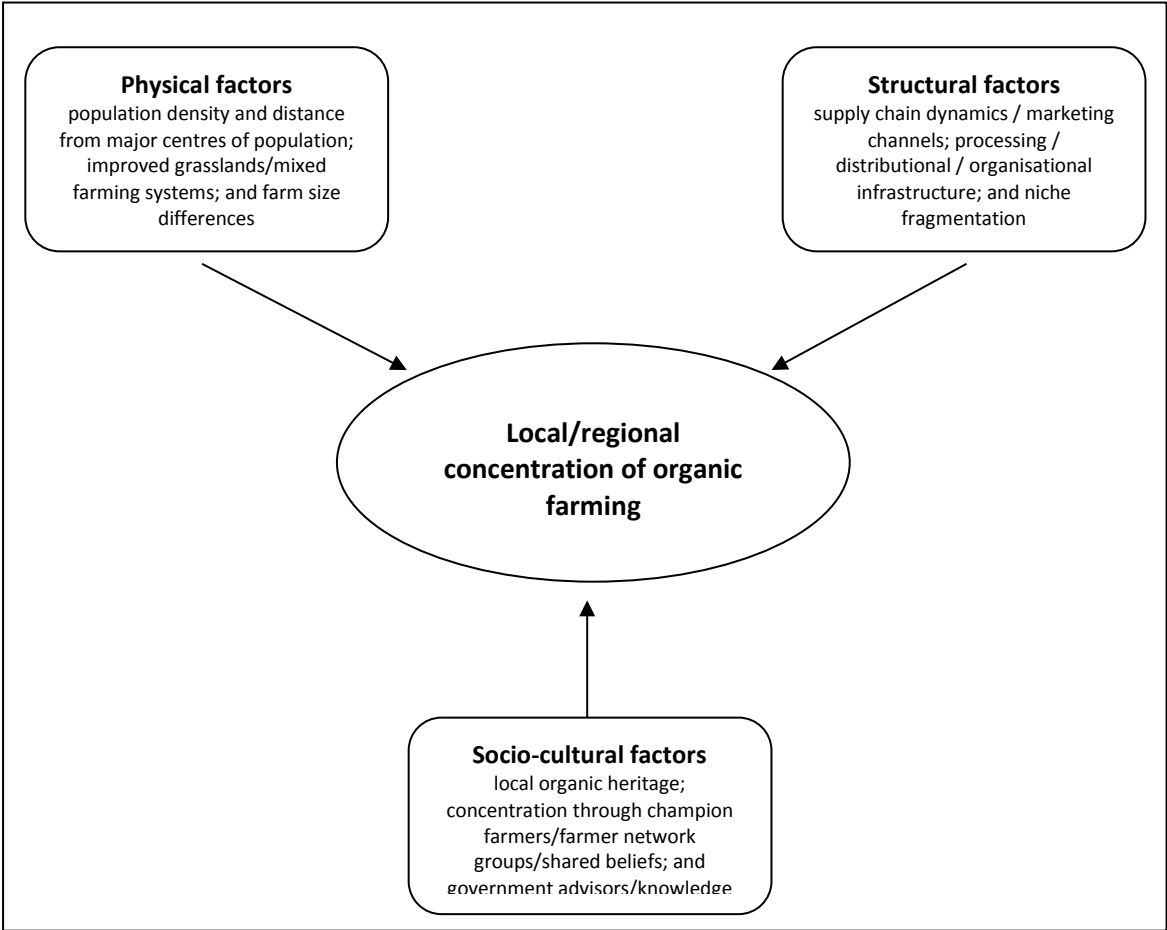 Physical factors
population density and distance
from major centres of population;
improved grasslands/mixed
farming systems; and farm size
differences
Structural factors
supply chain dynamics / marketing
channels; processing /
distributional / organisational
infrastructure; and niche
fragmentation
Local/regional
concentration of organic
farming
Socio-cultural factors
local organic heritage;
concentration through champion
farmers/farmer network
groups/shared beliefs; and
government advisors/knowledge